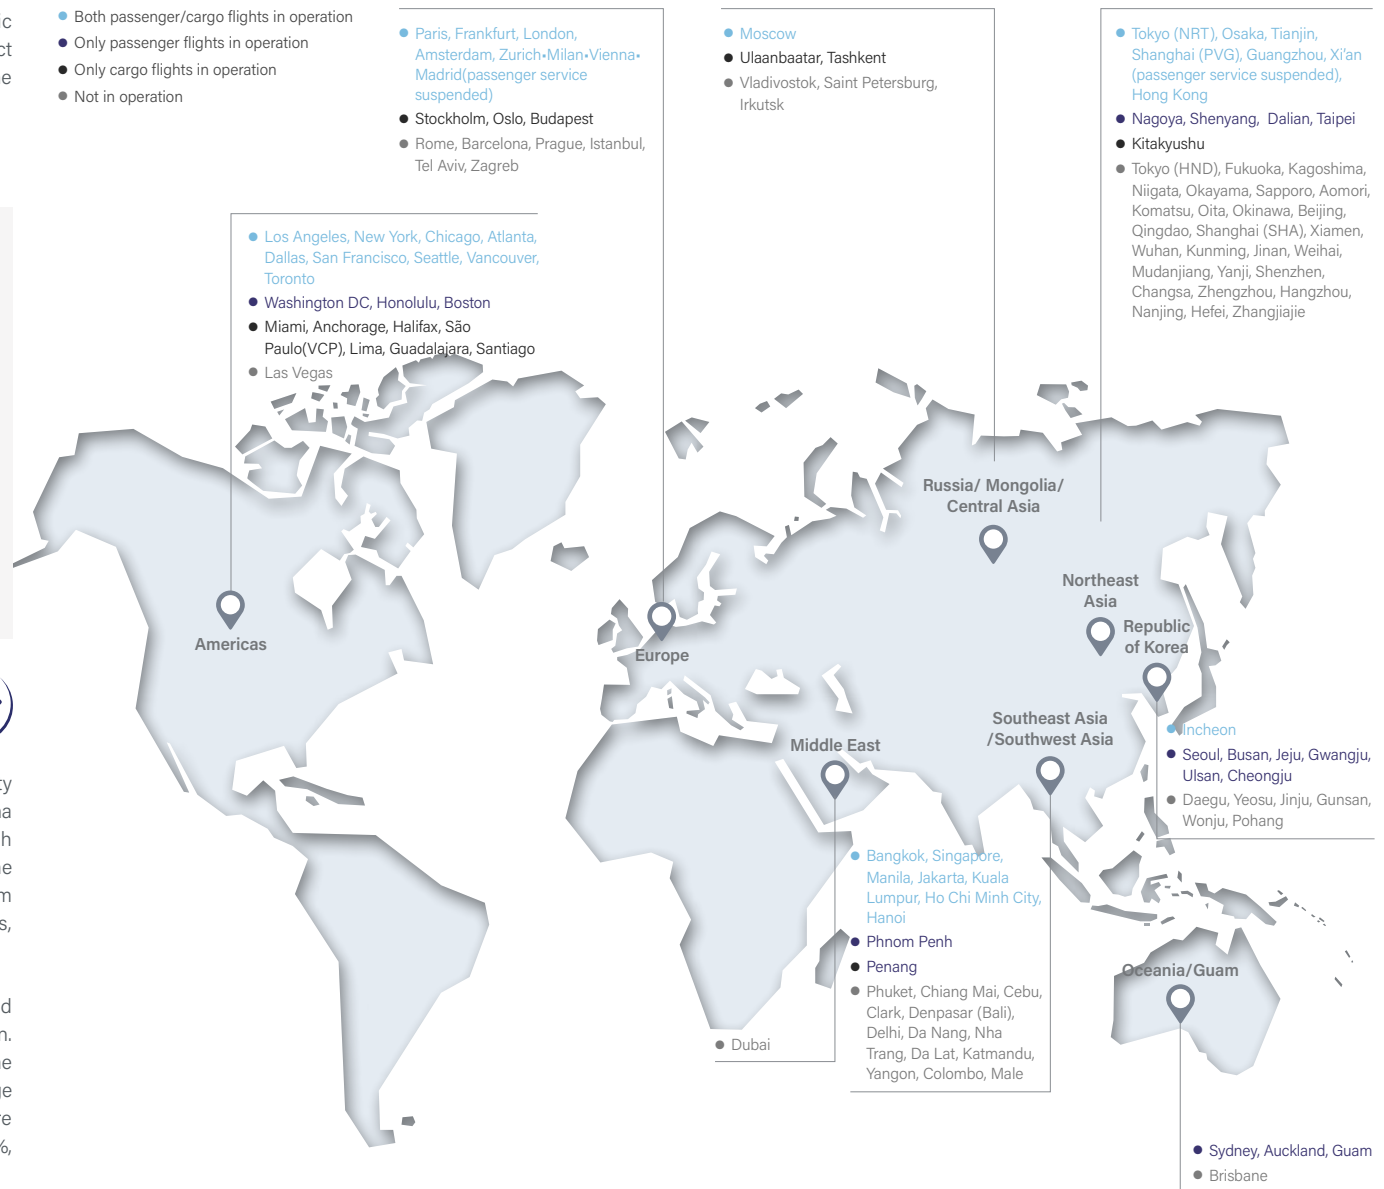 Both passenger/cargo flights in operation
Only passenger flights in operation
Only cargo flights in operation
Not in operation
Paris, Frankfurt, London,
Amsterdam, Zurich•Milan•Vienna•
Madrid(passenger service
suspended)
Stockholm, Oslo, Budapest
Rome, Barcelona, Prague, Istanbul,
Tel Aviv, Zagreb
Moscow
Ulaanbaatar, Tashkent
Vladivostok, Saint Petersburg,
Irkutsk
Tokyo (NRT), Osaka, Tianjin,
Shanghai (PVG), Guangzhou, Xi'an
(passenger service suspended),
Hong Kong
Nagoya, Shenyang, Dalian, Taipei
Kitakyushu
Tokyo (HND), Fukuoka, Kagoshima,
Niigata, Okayama, Sapporo, Aomori,
Komatsu, Oita, Okinawa, Beijing,
Qingdao, Shanghai (SHA), Xiamen,
Wuhan, Kunming, Jinan, Weihai,
Mudanjiang, Yanji, Shenzhen,
Changsa, Zhengzhou, Hangzhou,
Nanjing, Hefei, Zhangjiajie
Los Angeles, New York, Chicago, Atlanta,
Dallas, San Francisco, Seattle, Vancouver,
Toronto
Washington DC, Honolulu, Boston
Miami, Anchorage, Halifax, São
Paulo(VCP), Lima, Guadalajara, Santiago
Las Vegas
Russia/ Mongolia/
Central Asia
Northeast
Asia
Republic
of Korea
Americas
Europe
Southeast Asia
/Southwest Asia
Middle East
Incheon
Seoul, Busan, Jeju, Gwangju,
Ulsan, Cheongju
Daegu, Yeosu, Jinju, Gunsan,
Wonju, Pohang
Bangkok, Singapore,
Manila, Jakarta, Kuala
Lumpur, Ho Chi Minh City,
Hanoi
Phnom Penh
Penang
Phuket, Chiang Mai, Cebu,
Clark, Denpasar (Bali),
Delhi, Da Nang, Nha
Trang, Da Lat, Katmandu,
Yangon, Colombo, Male
Dubai
Oceania/Guam
Sydney, Auckland, Guam
Brisbane